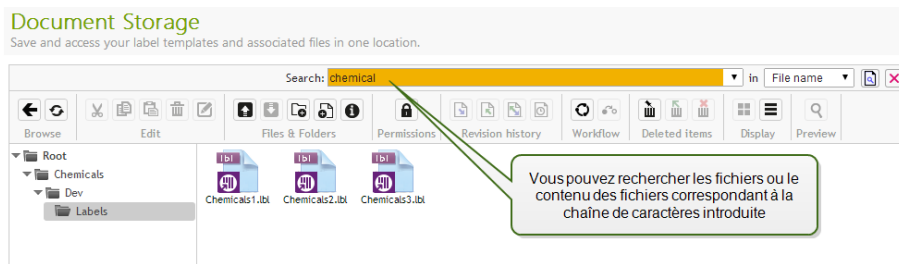 Document Storage
Save and access your label templates and associated files in one location.
Search: chemical in File name
Browse Edit Files & Folders Permissions Revision history Workflow Deleted items Display Preview
Root
Chemicals
Dev
Labels
lbl lbl lbl
Chemicals1.lbl Chemicals2.lbl Chemicals3.lbl
Vous pouvez rechercher les fichiers ou le
contenu des fichiers correspondant à la
chaîne de caractères introduite